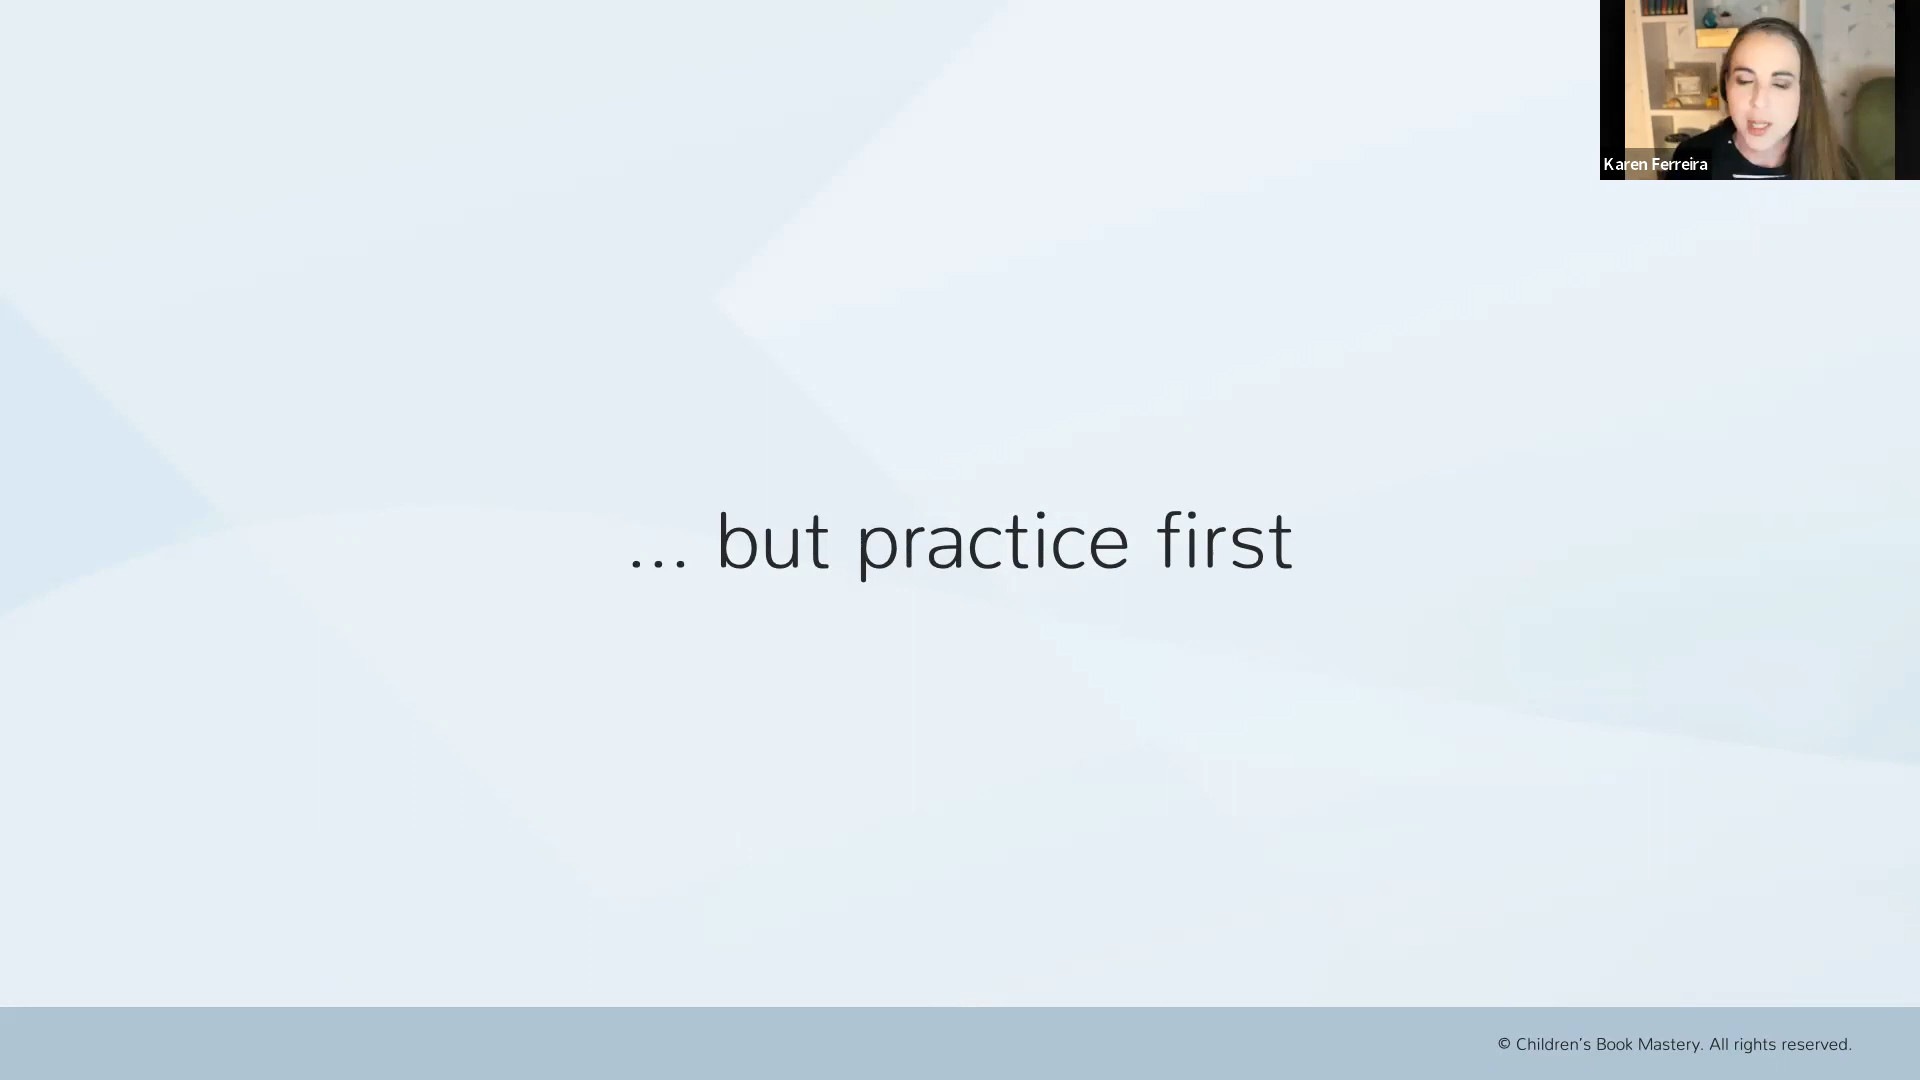 Karen Ferreira
... but practice first
© Children's Book Mastery. All rights reserved.